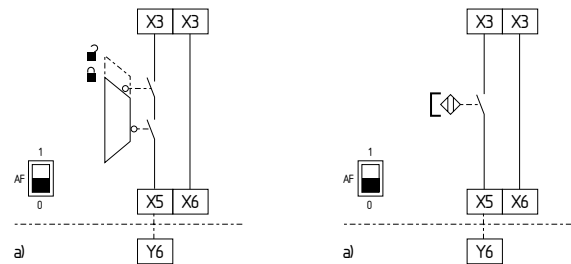 X3 X3 X3 X3
1 1
AF AF
0 0
X5 X6 X5 X6
a) Y6 a) Y6